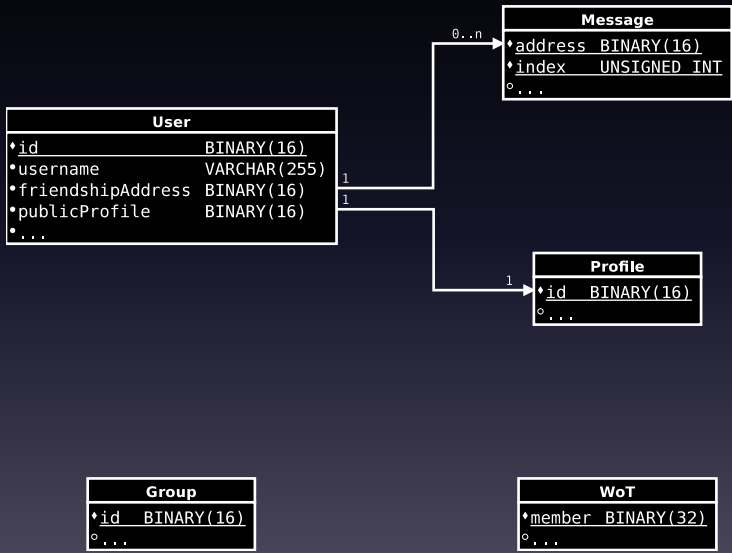 Message
address BINARY(16)
index UNSIGNED INT
...
0..n
User
id BINARY(16)
username VARCHAR(255)
friendshipAddress BINARY(16)
publicProfile BINARY(16)
...
1
1
Profile
id BINARY(16)
...
1
Group
id BINARY(16)
...
WoT
member BINARY(32)
...